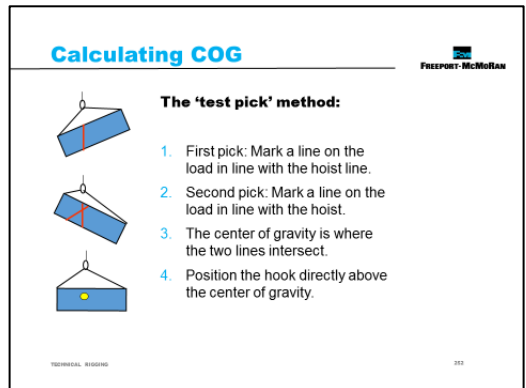 Calculating COG
FREEPORT-McMoRAN
The ‘test pick’ method:
1. First pick: Mark a line on the
load in line with the hoist line.
2. Second pick: Mark a line on the
load in line with the hoist.
3. The center of gravity is where
the two lines intersect.
4. Position the hook directly above
the center of gravity.
TECHNICAL RIGGING